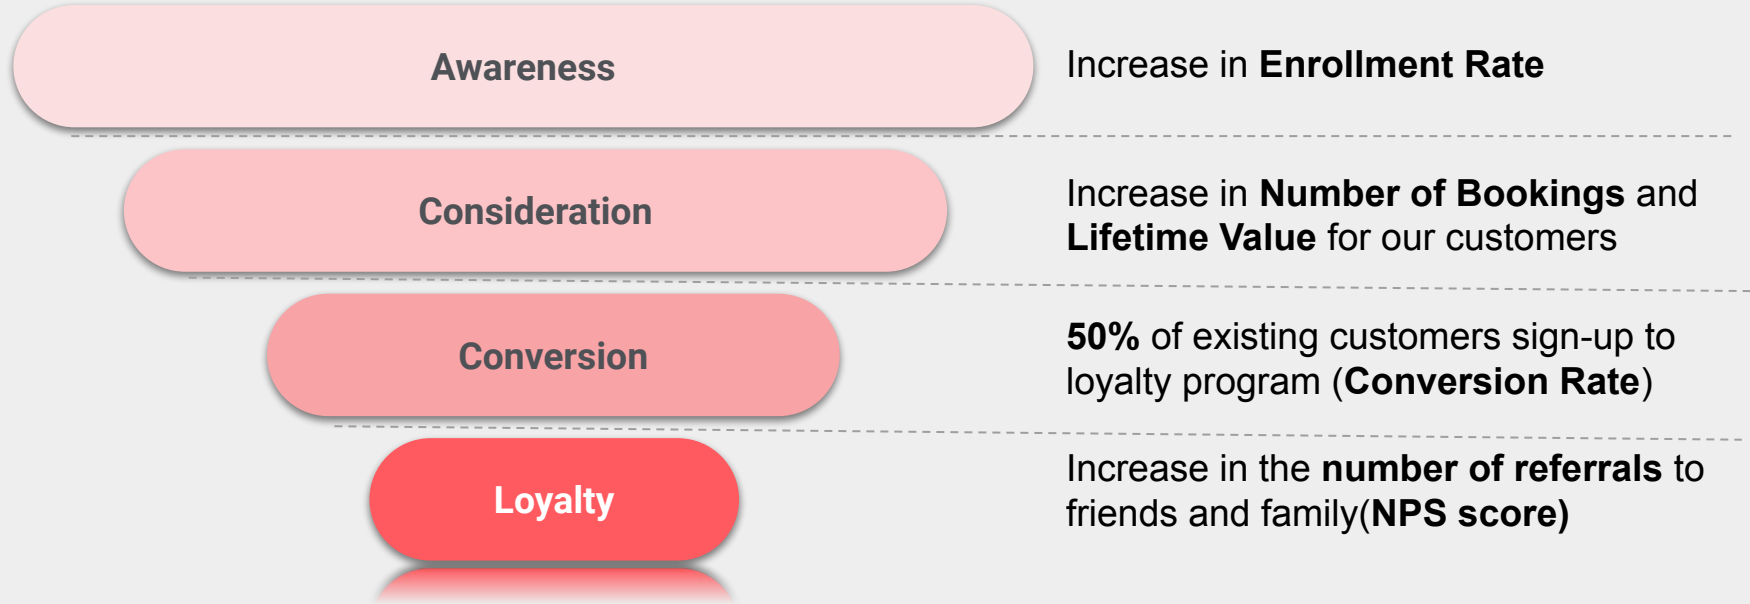 Awareness
Increase in Enrollment Rate
Consideration
Increase in Number of Bookings and
Lifetime Value for our customers
Conversion
50% of existing customers sign-up to
loyalty program (Conversion Rate)
Loyalty
Increase in the number of referrals to
friends and family(NPS score)